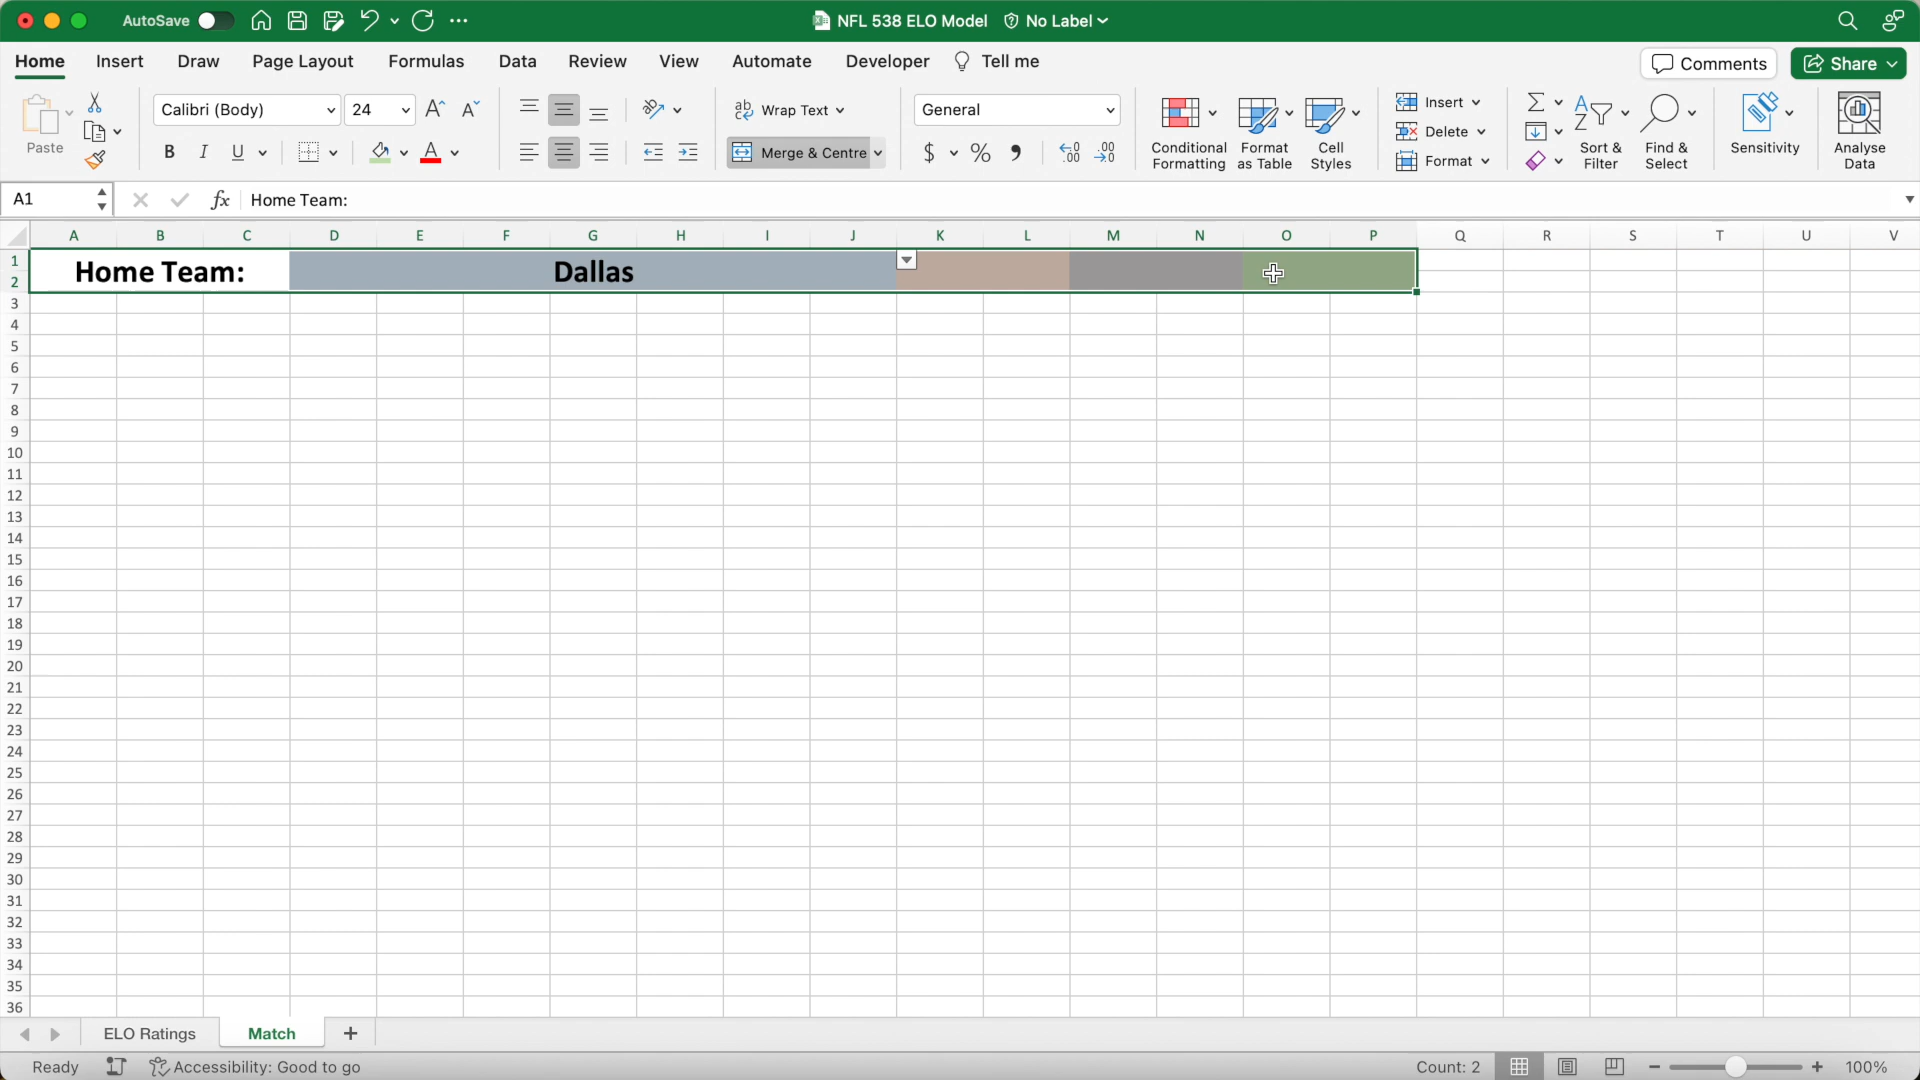 AutoSave
NFL 538 ELO Model
No Label
Home Insert Draw Page Layout Formulas Data Review View Automate Developer Tell me
Comments
Share
Paste
Calibri (Body)
24
A A
B I U
A
ab Wrap Text
Merge & Centre
General
$ % ,
.00
.00
Conditional Formatting
Format as Table
Cell Styles
Insert
Delete
Format
Sort & Filter
Find & Select
Sensitivity
Analyse Data
A1
fx
Home Team:
A B C D E F G H I J K L M N O P Q R S T U V
1
Home Team: Dallas
2
3
4
5
6
7
8
9
10
11
12
13
14
15
16
17
18
19
20
21
22
23
24
25
26
27
28
29
30
31
32
33
34
35
36
ELO Ratings Match +
Ready
Accessibility: Good to go
Count: 2
100%